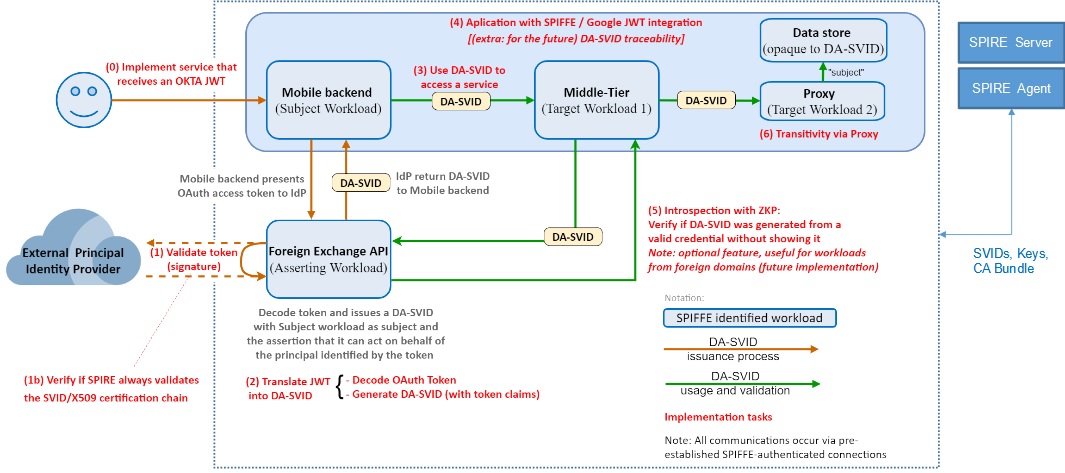 (4) Aplication with SPIFFE / Google JWT integration
[(extra: for the future) DA-SVID traceability]
(0) Implement service that
receives an OKTA JWT
Mobile backend
(Subject Workload)
(3) Use DA-SVID to
access a service
DA-SVID
Middle-Tier
(Target Workload 1)
DA-SVID
Data store
(opaque to DA-SVID)
"subject"
Proxy
(Target Workload 2)
(6) Transitivity via Proxy
SPIRE Server
SPIRE Agent
Mobile backend presents
OAuth access token to IdP
DA-SVID
IdP return DA-SVID
to Mobile backend
External Principal
Identity Provider
(1) Validate token
(signature)
Foreign Exchange API
(Asserting Workload)
DA-SVID
(5) Introspection with ZKP:
Verify if DA-SVID was generated from a
valid credential without showing it
Note: optional feature, useful for workloads
from foreign domains (future implementation)
SVIDs, Keys,
CA Bundle
Decode token and issues a DA-SVID
with Subject workload as subject and
the assertion that it can act on behalf of
the principal identified by the token
(1b) Verify if SPIRE always validates
the SVID/X509 certification chain
(2) Translate JWT
into DA-SVID
- Decode OAuth Token
- Generate DA-SVID (with token claims)
Notation:
SPIFFE identified workload
DA-SVID
issuance process
DA-SVID
usage and validation
Implementation tasks
Note: All communications occur via pre-
established SPIFFE-authenticated connections